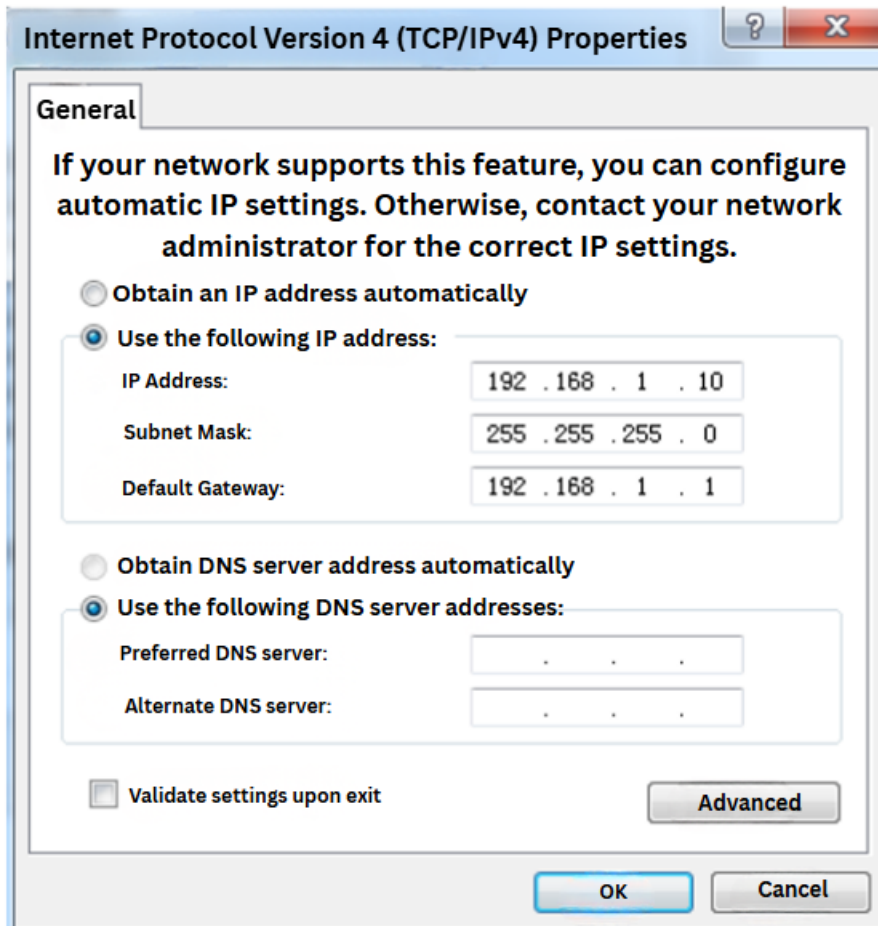 Internet Protocol Version 4 (TCP/IPv4) Properties
?
X
General
If your network supports this feature, you can configure
automatic IP settings. Otherwise, contact your network
administrator for the correct IP settings.
Obtain an IP address automatically
Use the following IP address:
IP Address: 192 . 168 . 1 . 10
Subnet Mask: 255 . 255 . 255 . 0
Default Gateway: 192 . 168 . 1 . 1
Obtain DNS server address automatically
Use the following DNS server addresses:
Preferred DNS server: . . .
Alternate DNS server: . . .
Validate settings upon exit
Advanced
OK Cancel